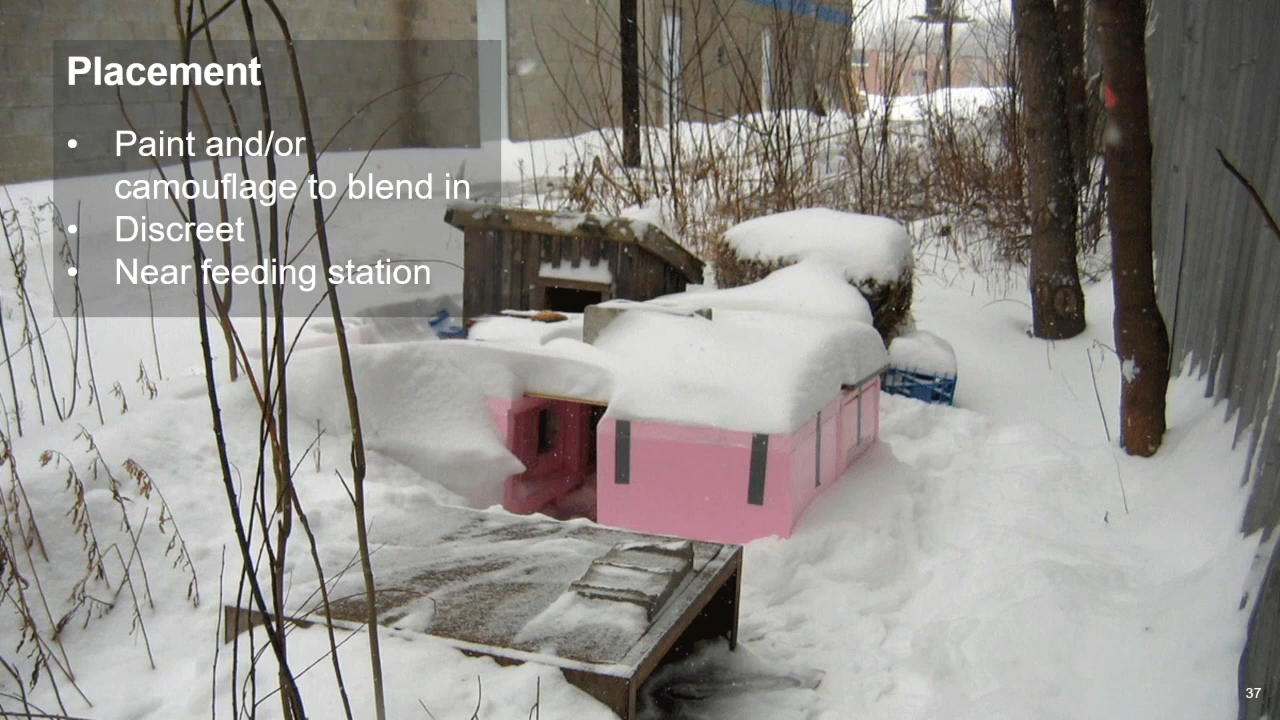 Placement
• Paint and/or
camouflage to blend in
• Discreet
• Near feeding station
37